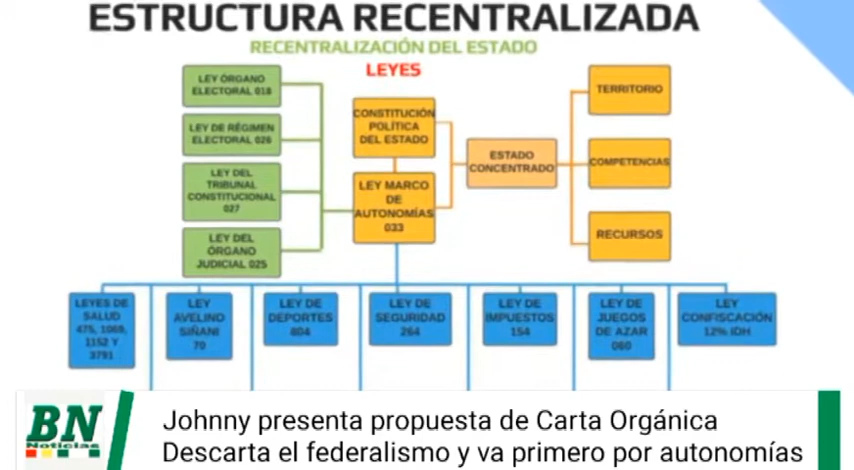 ESTRUCTURA RECENTRALIZADA
RECENTRALIZACIÓN DEL ESTADO
LEYES
LEY ÓRGANO
ELECTORAL 018
LEY DE RÉGIMEN
ELECTORAL 026
LEY DEL
TRIBUNAL
CONSTITUCIONAL
027
LEY DEL
ÓRGANO
JUDICIAL 025
CONSTITUCIÓN
POLÍTICA
DEL ESTADO
LEY MARCO
DE
AUTONOMÍAS
033
ESTADO
CONCENTRADO
TERRITORIO
COMPETENCIAS
RECURSOS
LEYES DE
SALUD
475, 1069,
1152 Y
3791
LEY
AVELINO
SIÑANI
70
LEY DE
DEPORTES
804
LEY DE
SEGURIDAD
264
LEY DE
IMPUESTOS
154
LEY DE
JUEGOS
DE AZAR
060
LEY
CONFISCACIÓN
12% IDH
BN
Noticias
Johnny presenta propuesta de Carta Orgánica
Descarta el federalismo y va primero por autonomías